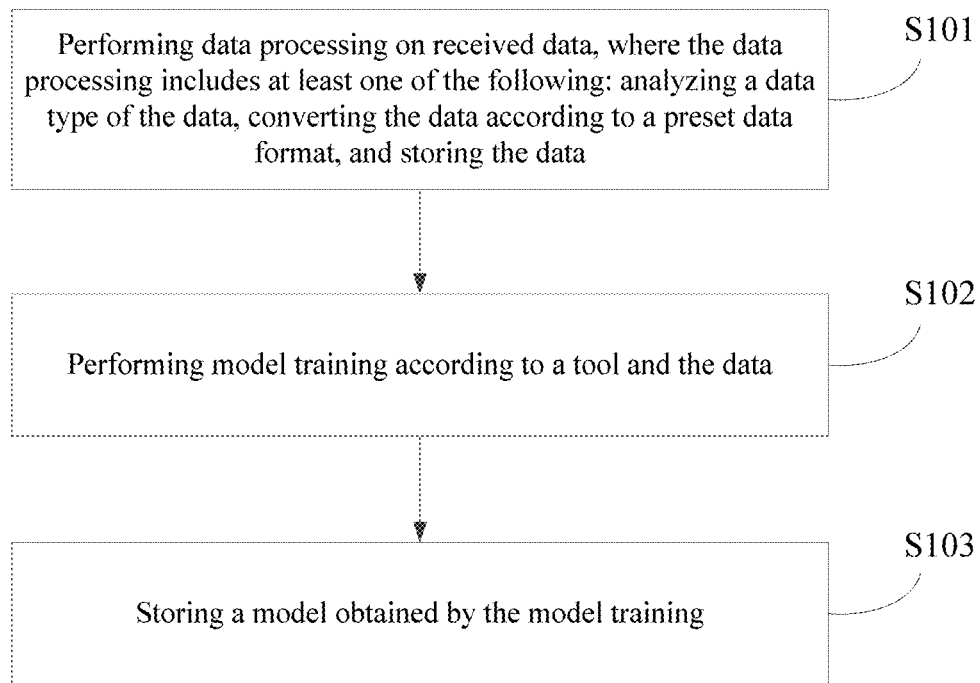 S101
Performing data processing on received data, where the data
processing includes at least one of the following: analyzing a data
type of the data, converting the data according to a preset data
format, and storing the data
S102
Performing model training according to a tool and the data
S103
Storing a model obtained by the model training